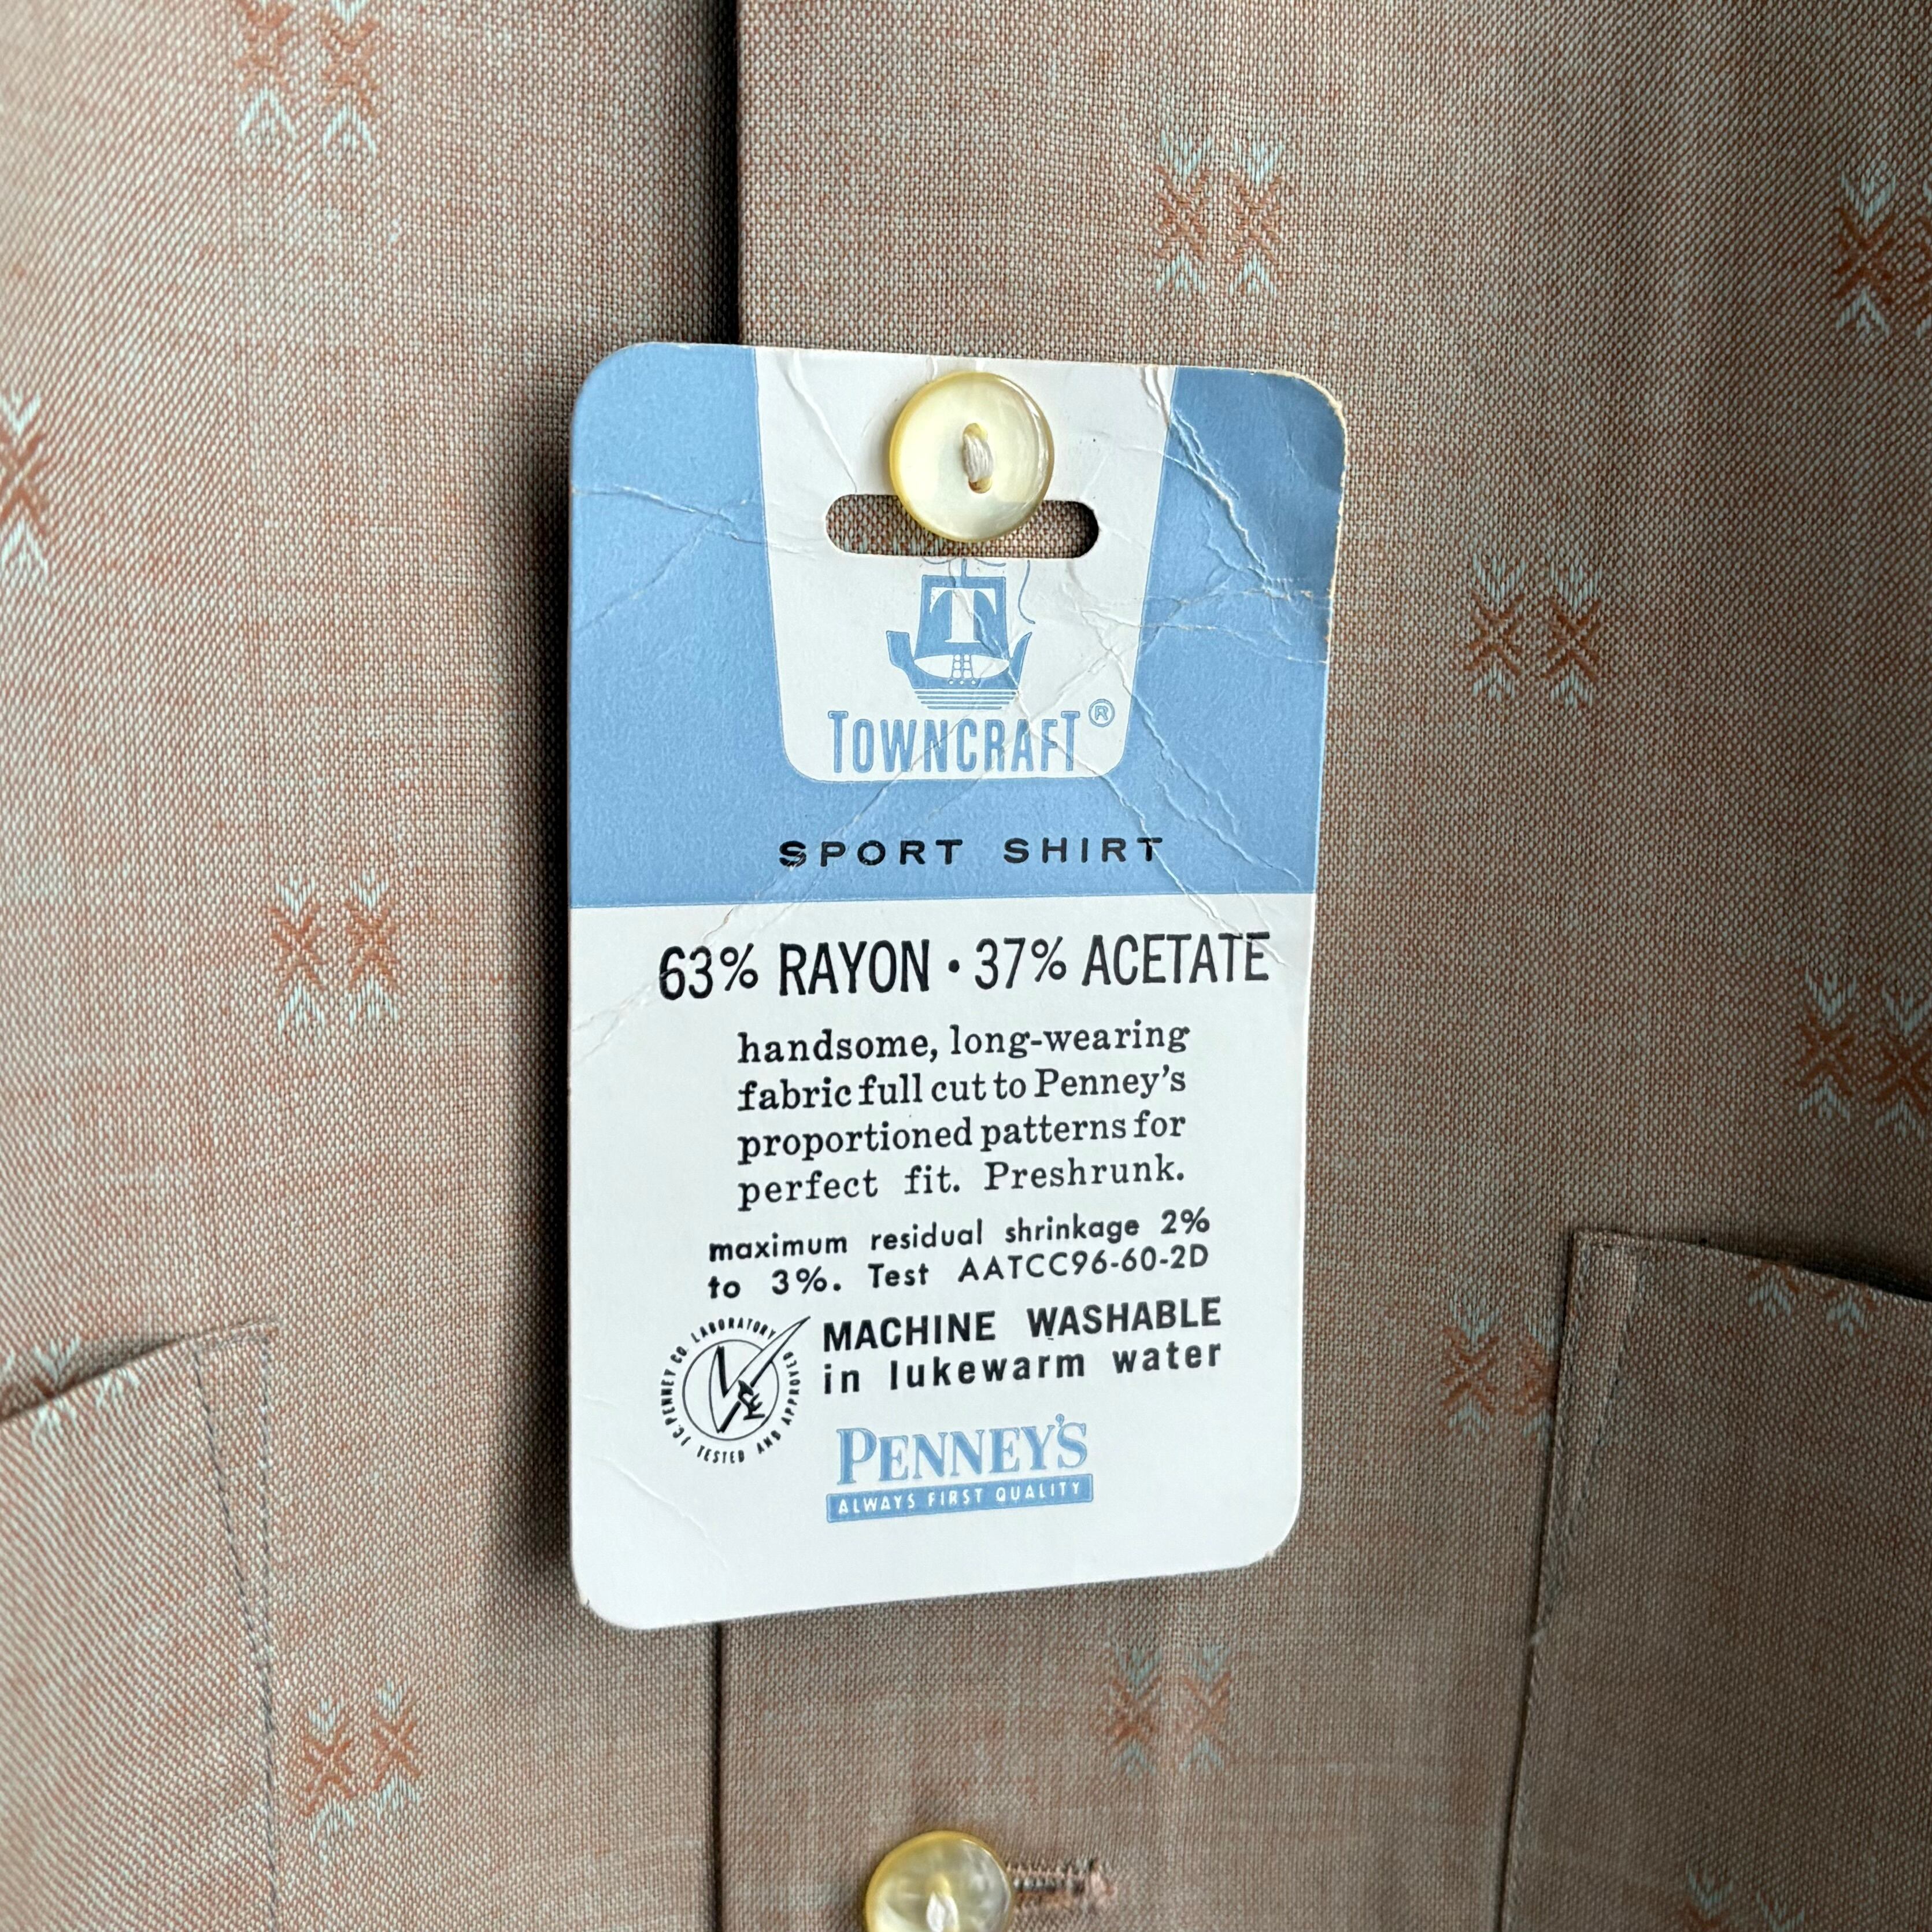 T
TOWNCRAFT®
SPORT SHIRT
63% RAYON • 37% ACETATE
handsome, long-wearing
fabric full cut to Penney's
proportioned patterns for
perfect fit. Preshrunk.
maximum residual shrinkage 2%
to 3%. Test AATCC96-60-2D
J.C. PENNEY CO. LABORATORY
TESTED AND APPROVED
MACHINE WASHABLE
in lukewarm water
PENNEY'S
ALWAYS FIRST QUALITY